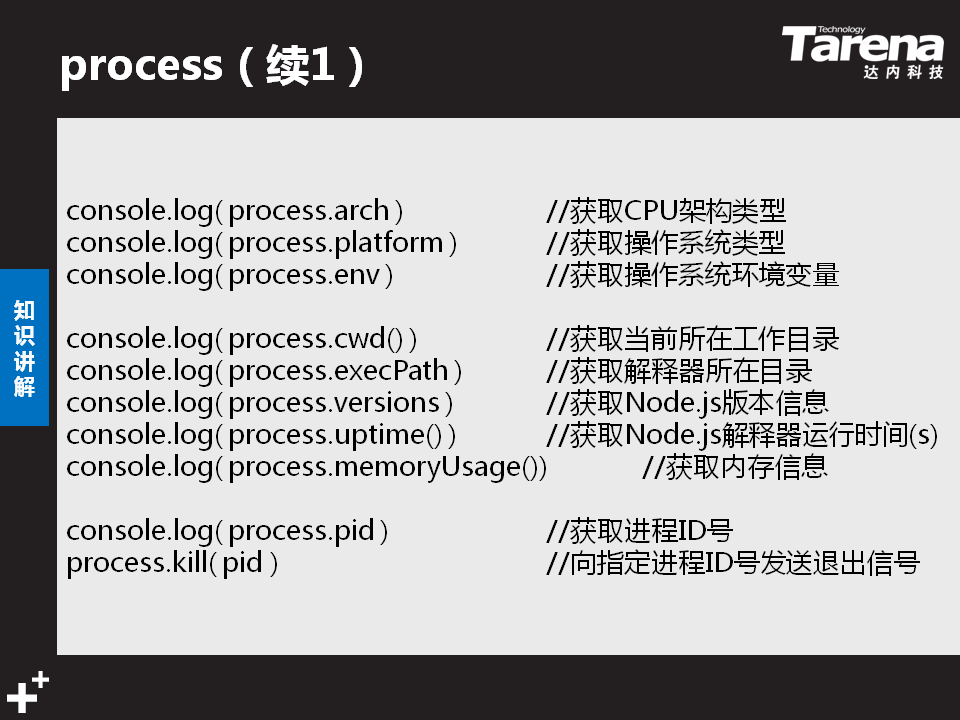 process（续1）
Technology
Tarena
达内科技
知识讲解
console.log( process.arch ) //获取CPU架构类型
console.log( process.platform ) //获取操作系统类型
console.log( process.env ) //获取操作系统环境变量
console.log( process.cwd() ) //获取当前所在工作目录
console.log( process.execPath ) //获取解释器所在目录
console.log( process.versions ) //获取Node.js版本信息
console.log( process.uptime() ) //获取Node.js解释器运行时间(s)
console.log( process.memoryUsage()) //获取内存信息
console.log( process.pid ) //获取进程ID号
process.kill( pid ) //向指定进程ID号发送退出信号